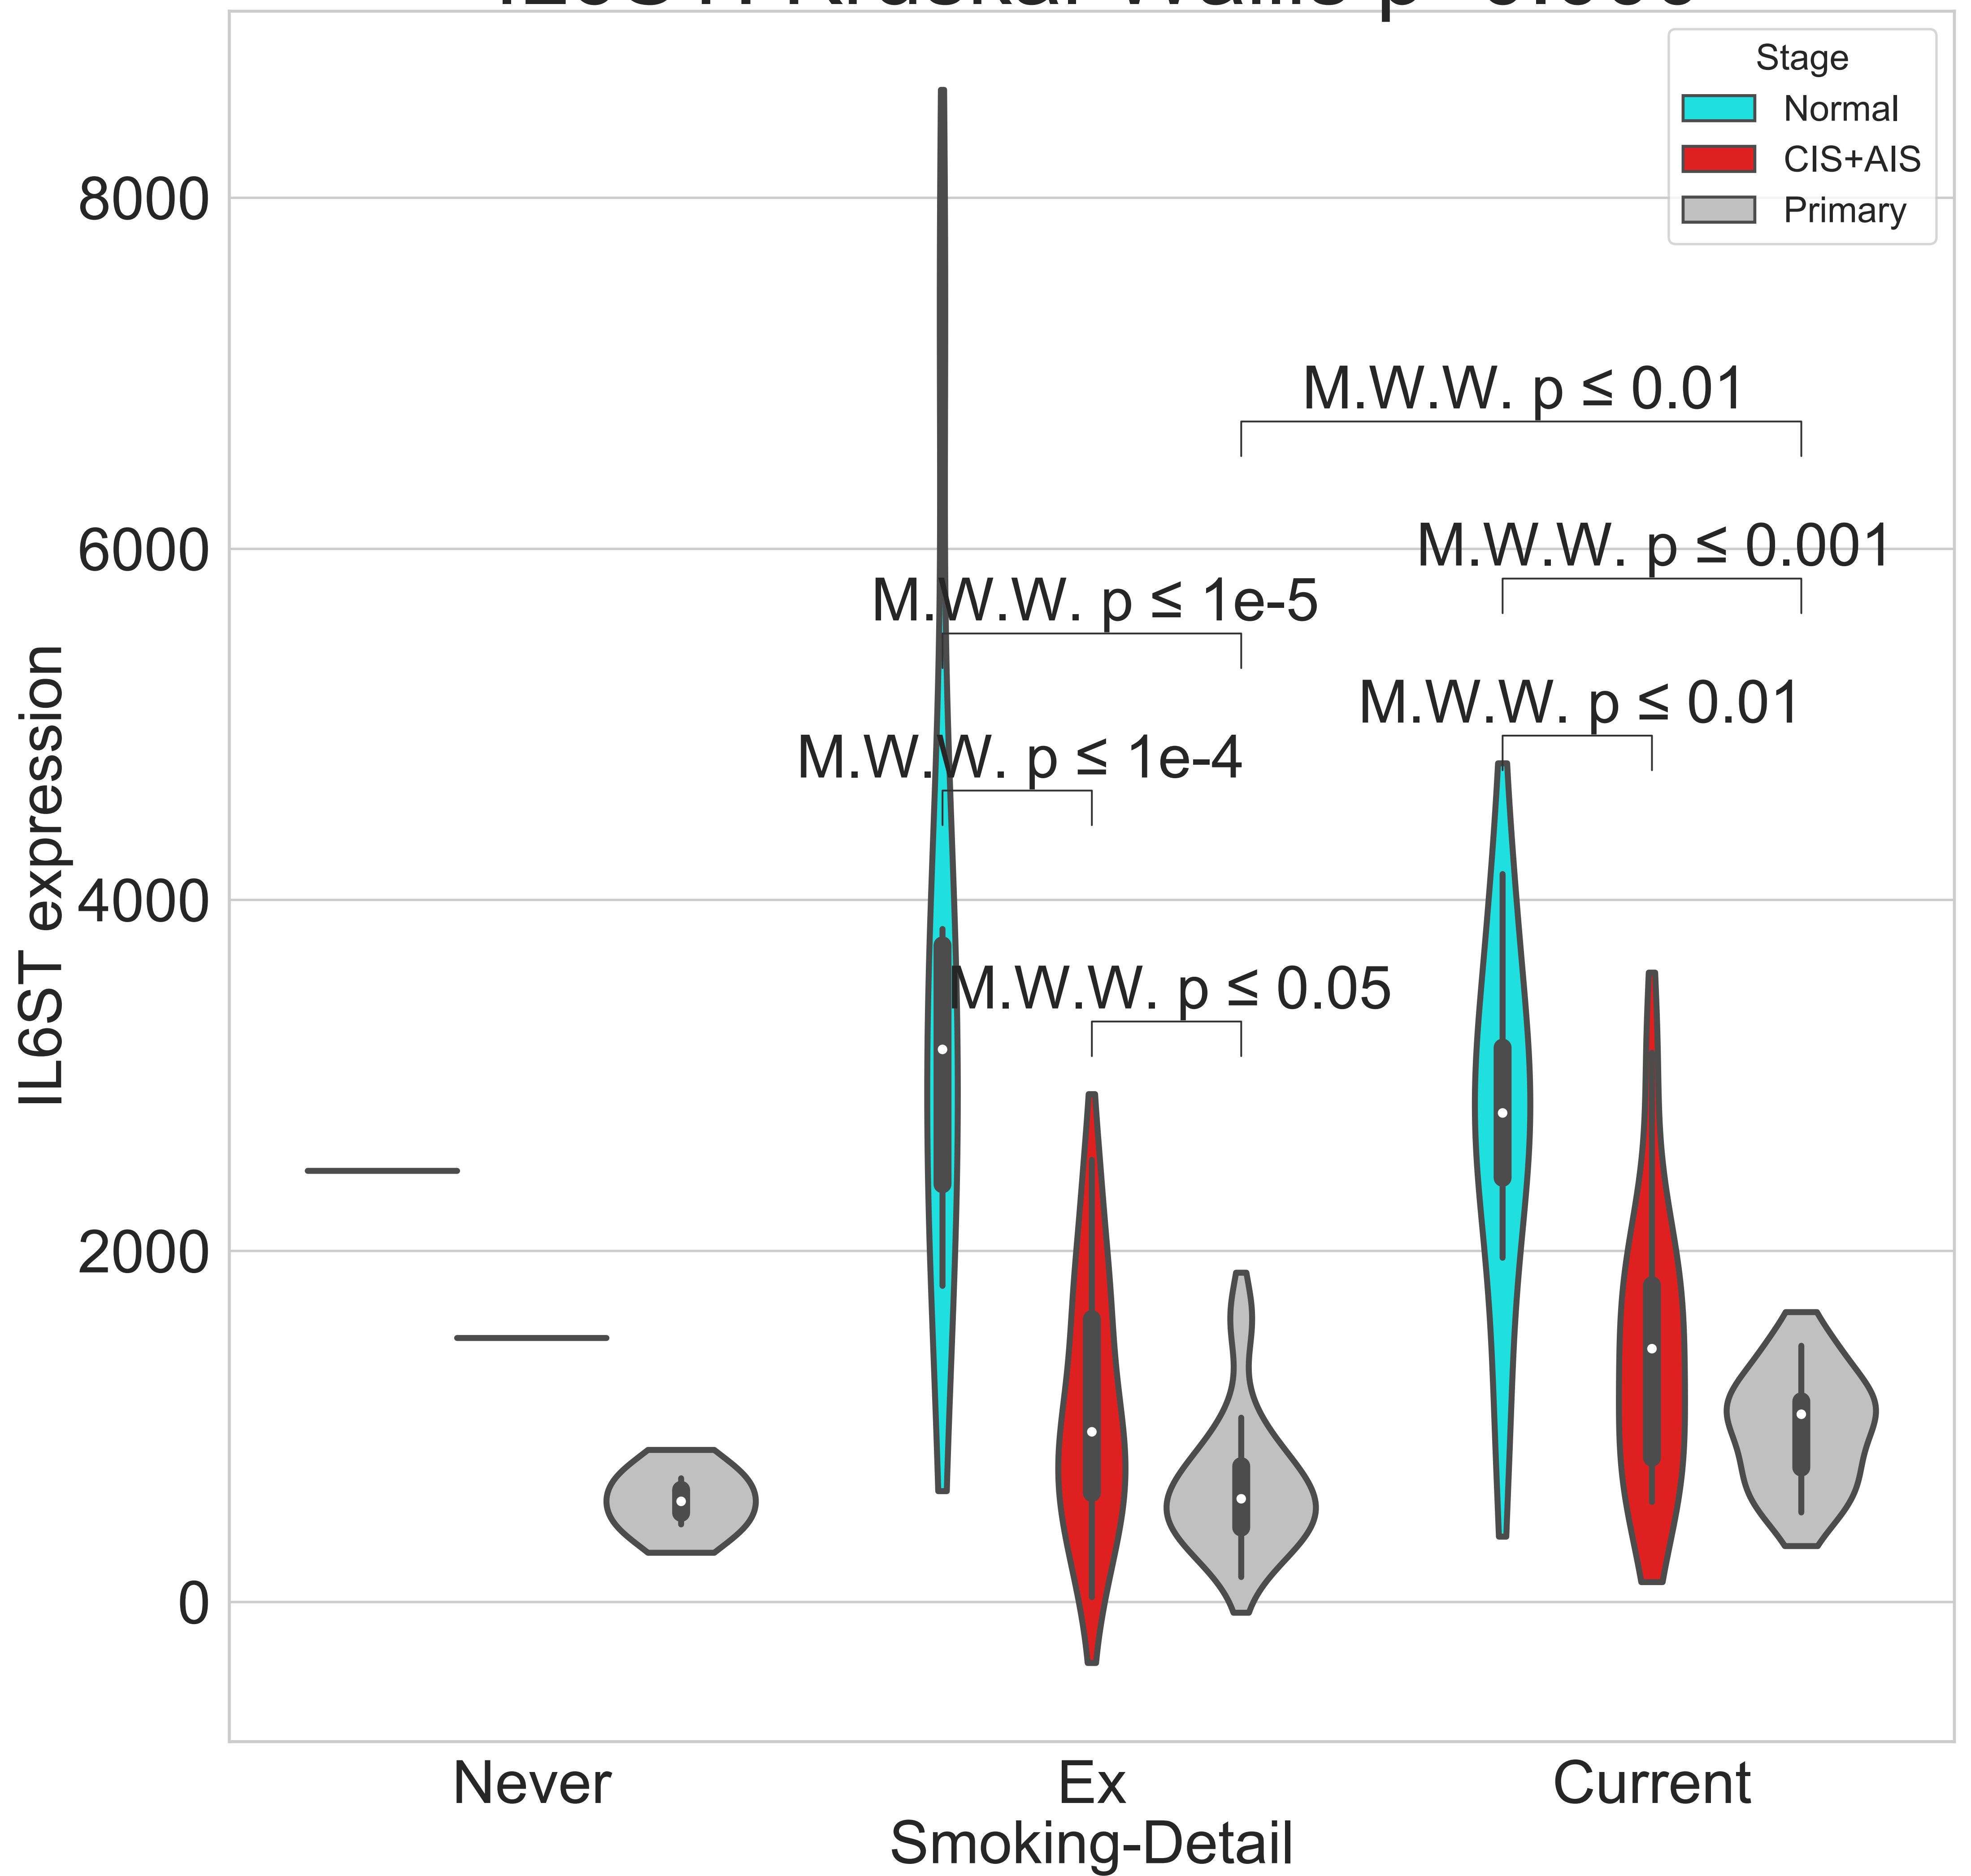 Stage
Normal
CIS+AIS
Primary
8000
6000
4000
2000
0
IL6ST expression
M.W.W. p ≤ 0.01
M.W.W. p ≤ 0.001
M.W.W. p ≤ 1e-5
M.W.W. p ≤ 0.01
M.W.W. p ≤ 1e-4
M.W.W. p ≤ 0.05
Never
Ex
Current
Smoking-Detail